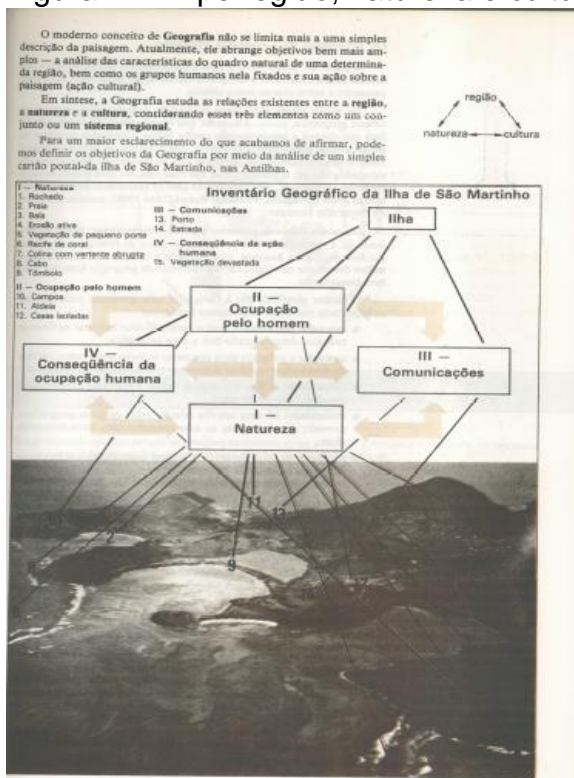 O moderno conceito de Geografia não se limita mais a uma simples
descrição da paisagem. Atualmente, ele abrange objetivos bem mais am-
plos — a análise das características do quadro natural de uma determina-
da região, bem como os grupos humanos nela fixados e sua ação sobre a
paisagem (ação cultural).
Em síntese, a Geografia estuda as relações existentes entre a região,
a natureza e a cultura, considerando esses três elementos como um con-
junto ou um sistema regional.
Para um maior esclarecimento do que acabamos de afirmar, pode-
mos definir os objetivos da Geografia por meio da análise de um simples
cartão postal da ilha de São Martinho, nas Antilhas.
região
natureza
cultura
Inventário Geográfico da Ilha de São Martinho
I — Natureza
1. Rochedo
2. Praia
3. Baía
4. Erosão ativa
5. Vegetação de pequeno porte
6. Recife de coral
7. Colina com vertente abrupta
8. Cabo
9. Tômbolo
II — Ocupação pelo homem
10. Campos
11. Aldeia
12. Casas isoladas
III — Comunicações
13. Porto
14. Estrada
IV — Conseqüência da ação
humana
15. Vegetação devastada
Ilha
II —
Ocupação
pelo homem
IV —
Conseqüência da
ocupação humana
III —
Comunicações
I —
Natureza
11
2
9